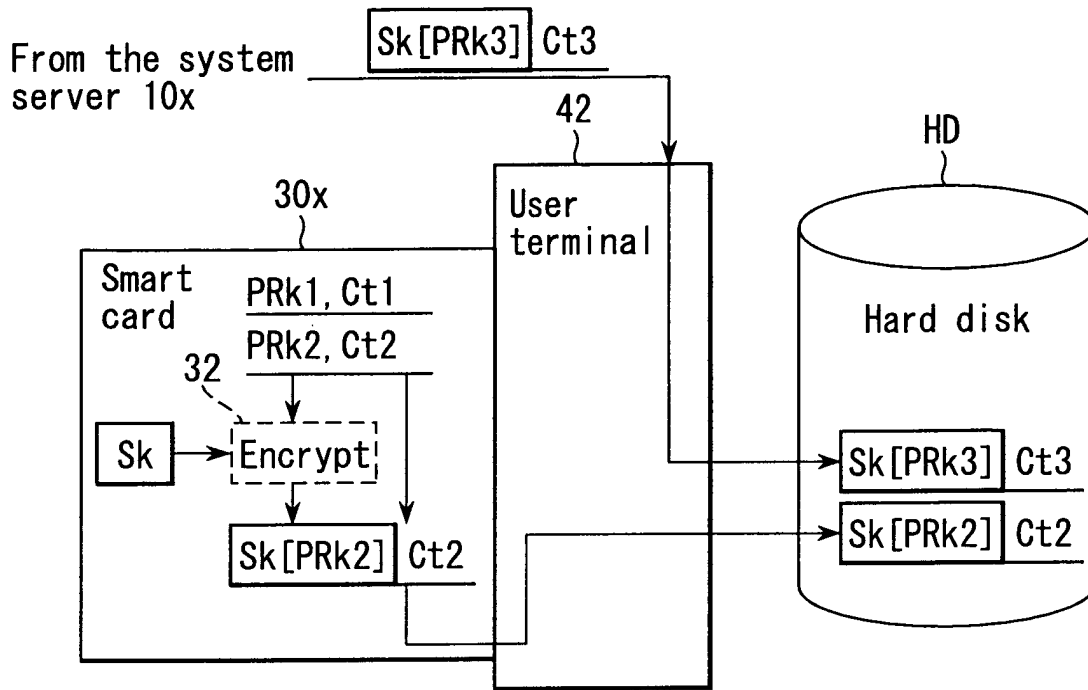 Sk[PRk3] Ct3
From the system
server 10x
42
HD
30x
User
terminal
Smart
card
PRk1, Ct1
PRk2, Ct2
Hard disk
32
Sk
Encrypt
Sk[PRk3] Ct3
Sk[PRk2] Ct2
Sk[PRk2] Ct2